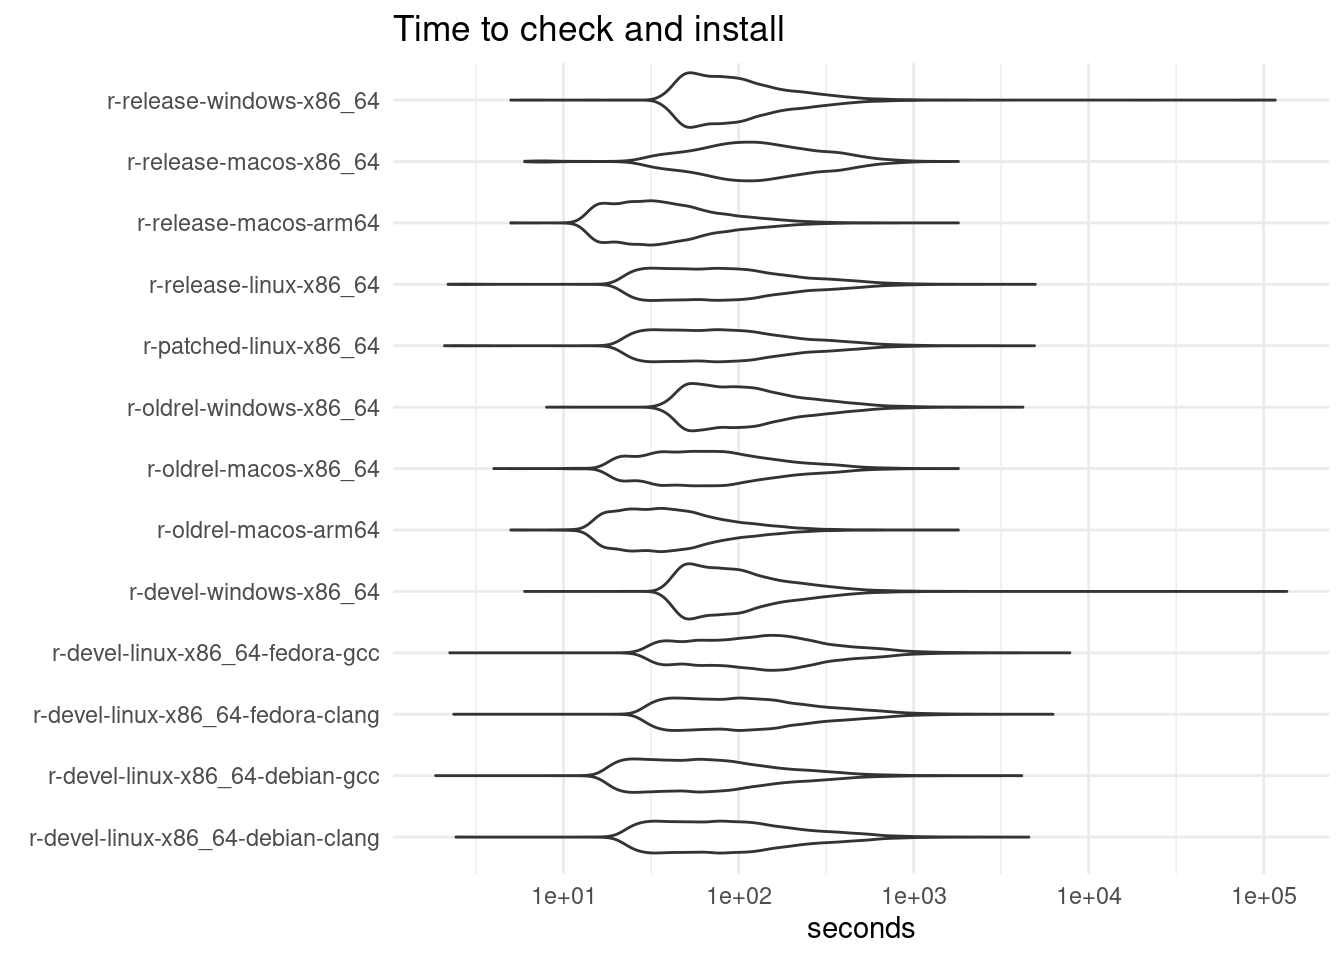 Time to check and install
r-release-windows-x86_64
r-release-macos-x86_64
r-release-macos-arm64
r-release-linux-x86_64
r-patched-linux-x86_64
r-oldrel-windows-x86_64
r-oldrel-macos-x86_64
r-oldrel-macos-arm64
r-devel-windows-x86_64
r-devel-linux-x86_64-fedora-gcc
r-devel-linux-x86_64-fedora-clang
r-devel-linux-x86_64-debian-gcc
r-devel-linux-x86_64-debian-clang
1e+01 1e+02 1e+03 1e+04 1e+05
seconds